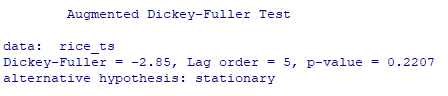 Augmented Dickey-Fuller Test
data:  rice_ts
Dickey-Fuller = -2.85, Lag order = 5, p-value = 0.2207
alternative hypothesis: stationary